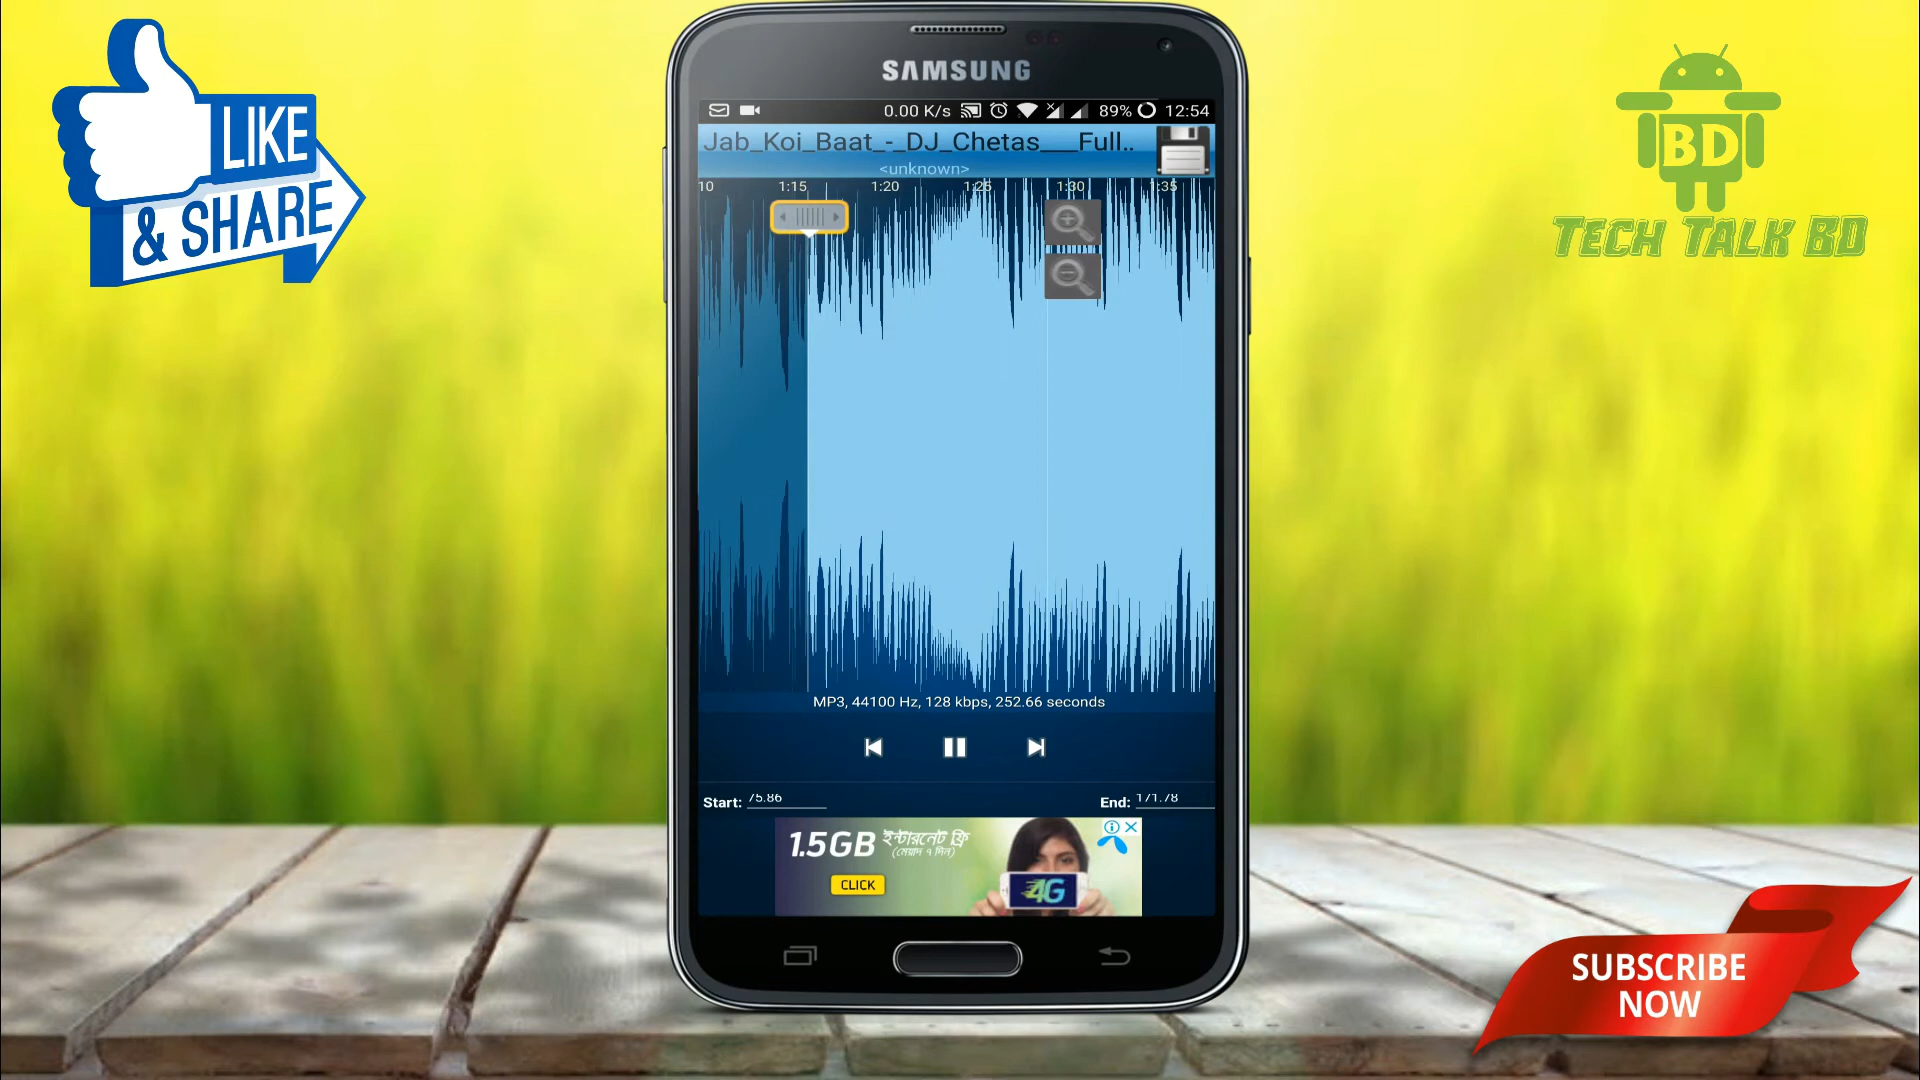 LIKE
& SHARE
SAMSUNG
0.00 K/s 89% 12:54
Jab_Koi_Baat_-_DJ_Chetas___Full..
<unknown>
10 1:15 1:20 1:25 1:30 1:35
MP3, 44100 Hz, 128 kbps, 252.66 seconds
Start: 75.86 End: 171.78
1.5GB ইন্টারনেট ফ্রি
(মেয়াদ ৭ দিন)
CLICK
4G
BD
TECH TALK BD
SUBSCRIBE
NOW